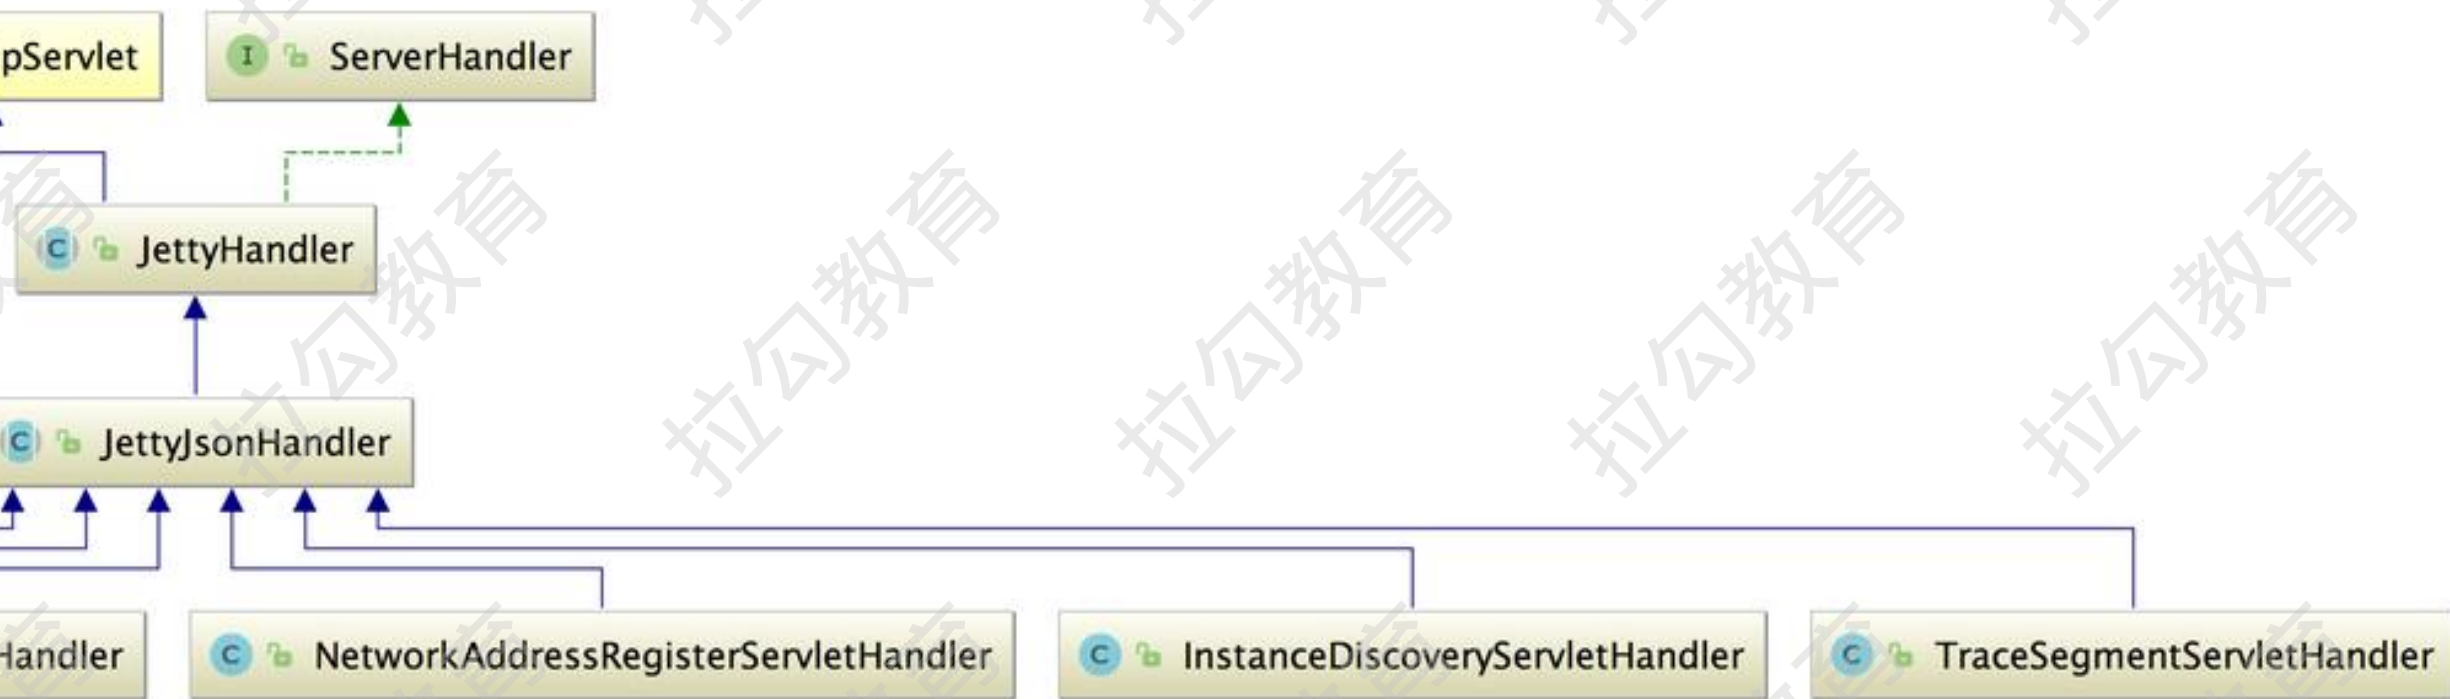 pServlet
I ServerHandler
C JettyHandler
C JettyJsonHandler
Handler
C NetworkAddressRegisterServletHandler
C InstanceDiscoveryServletHandler
C TraceSegmentServletHandler
拉勾教育
拉勾教育
拉勾教育
拉勾教育
拉勾教育